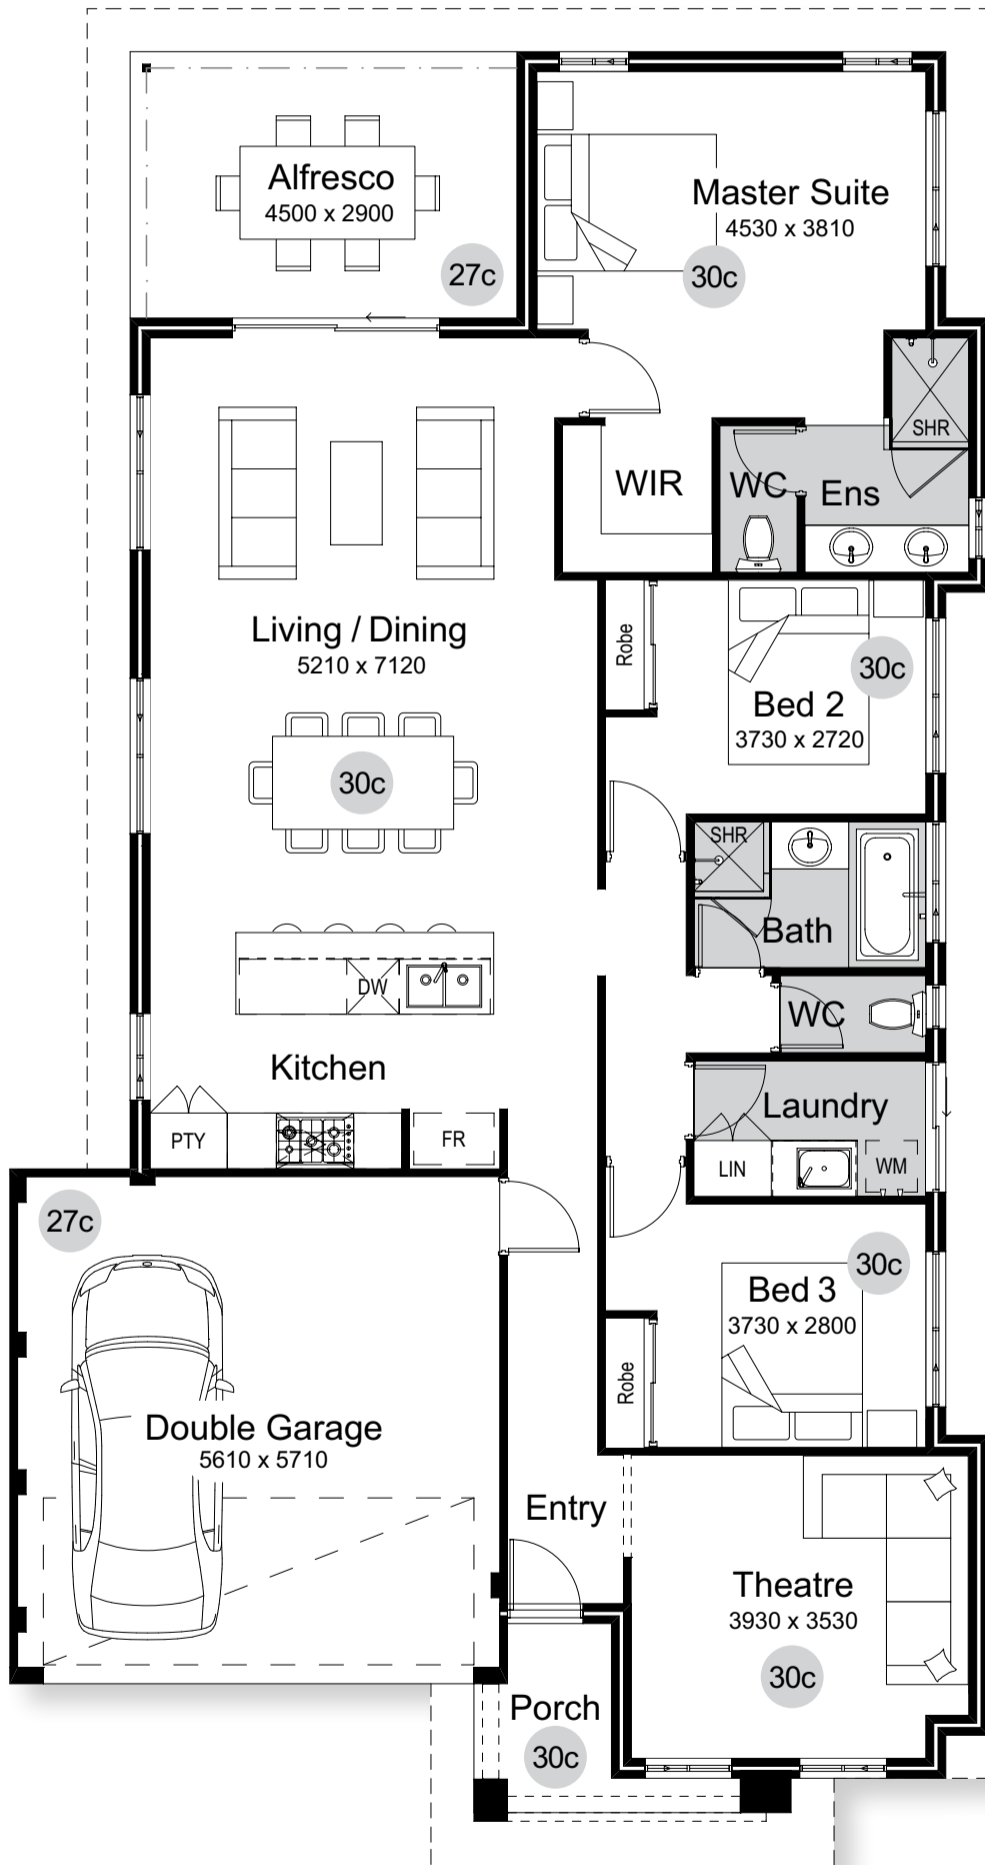 Alfresco
4500 x 2900
27c
Master Suite
4530 x 3810
30c
SHR
WIR
WC
Ens
Living / Dining
5210 x 7120
30c
Robe
Bed 2
3730 x 2720
30c
SHR
Bath
DW
WC
Kitchen
Laundry
PTY
FR
LIN
WM
27c
Double Garage
5610 x 5710
Bed 3
3730 x 2800
30c
Robe
Entry
Theatre
3930 x 3530
30c
Porch
30c